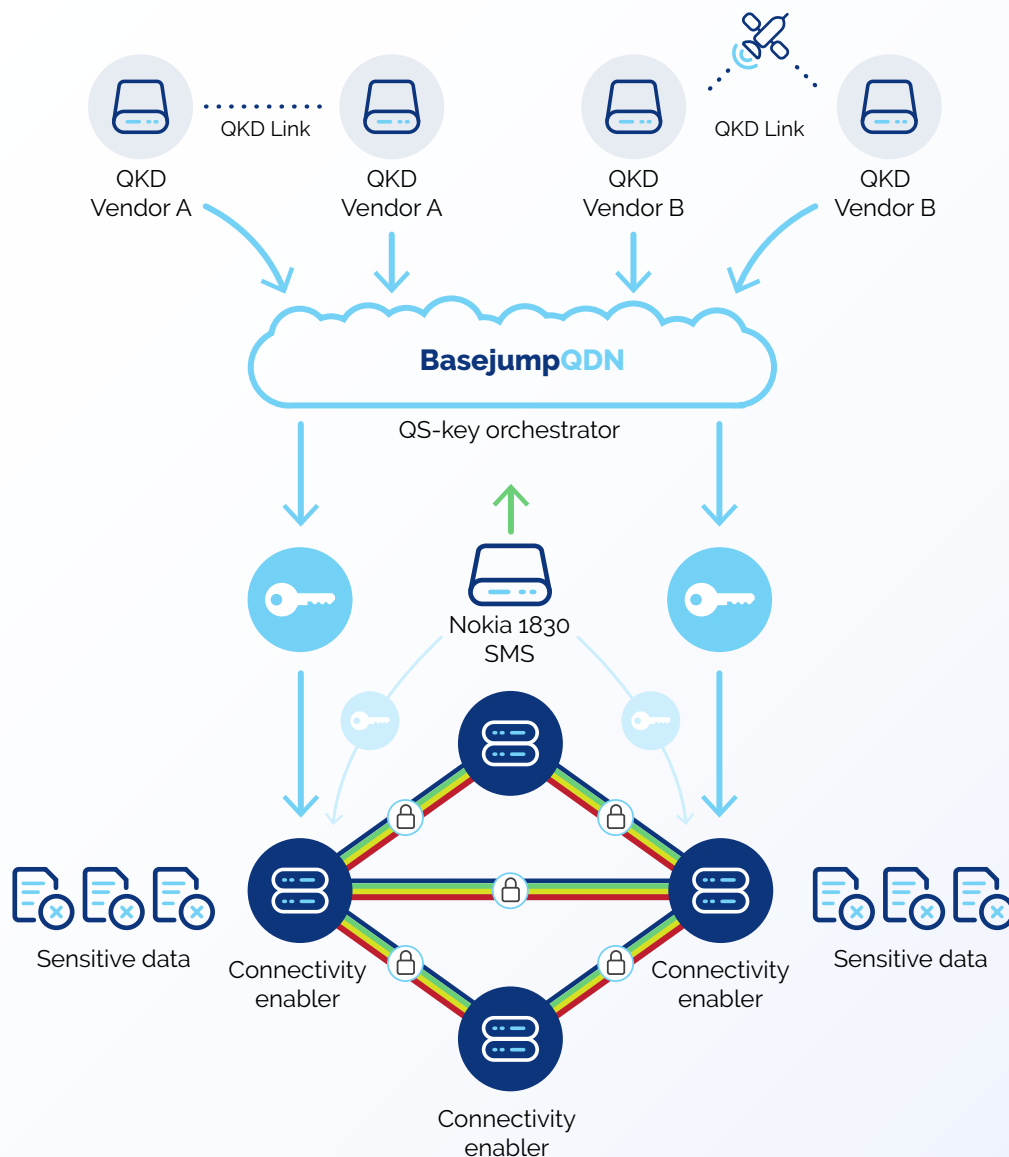 QKD Link
QKD Link
QKD
Vendor A
QKD
Vendor A
QKD
Vendor B
QKD
Vendor B
BasejumpQDN
QS-key orchestrator
Nokia 1830
SMS
Sensitive data
Connectivity
enabler
Connectivity
enabler
Sensitive data
Connectivity
enabler